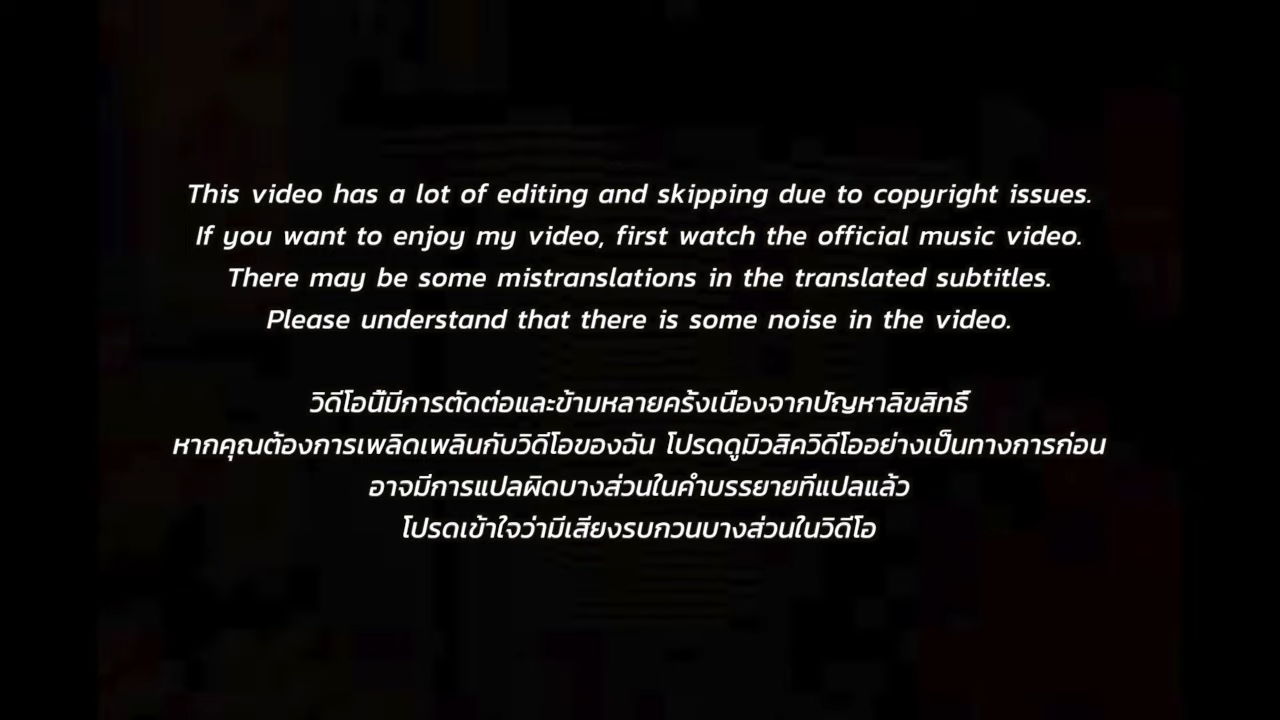 This video has a lot of editing and skipping due to copyright issues.
If you want to enjoy my video, first watch the official music video.
There may be some mistranslations in the translated subtitles.
Please understand that there is some noise in the video.
วิดีโอนี้มีการตัดต่อและข้ามหลายครั้งเนื่องจากปัญหาลิขสิทธิ์
หากคุณต้องการเพลิดเพลินกับวิดีโอของฉัน โปรดดูมิวสิควิดีโออย่างเป็นทางการก่อน
อาจมีการแปลผิดบางส่วนในคำบรรยายที่แปลแล้ว
โปรดเข้าใจว่ามีเสียงรบกวนบางส่วนในวิดีโอ